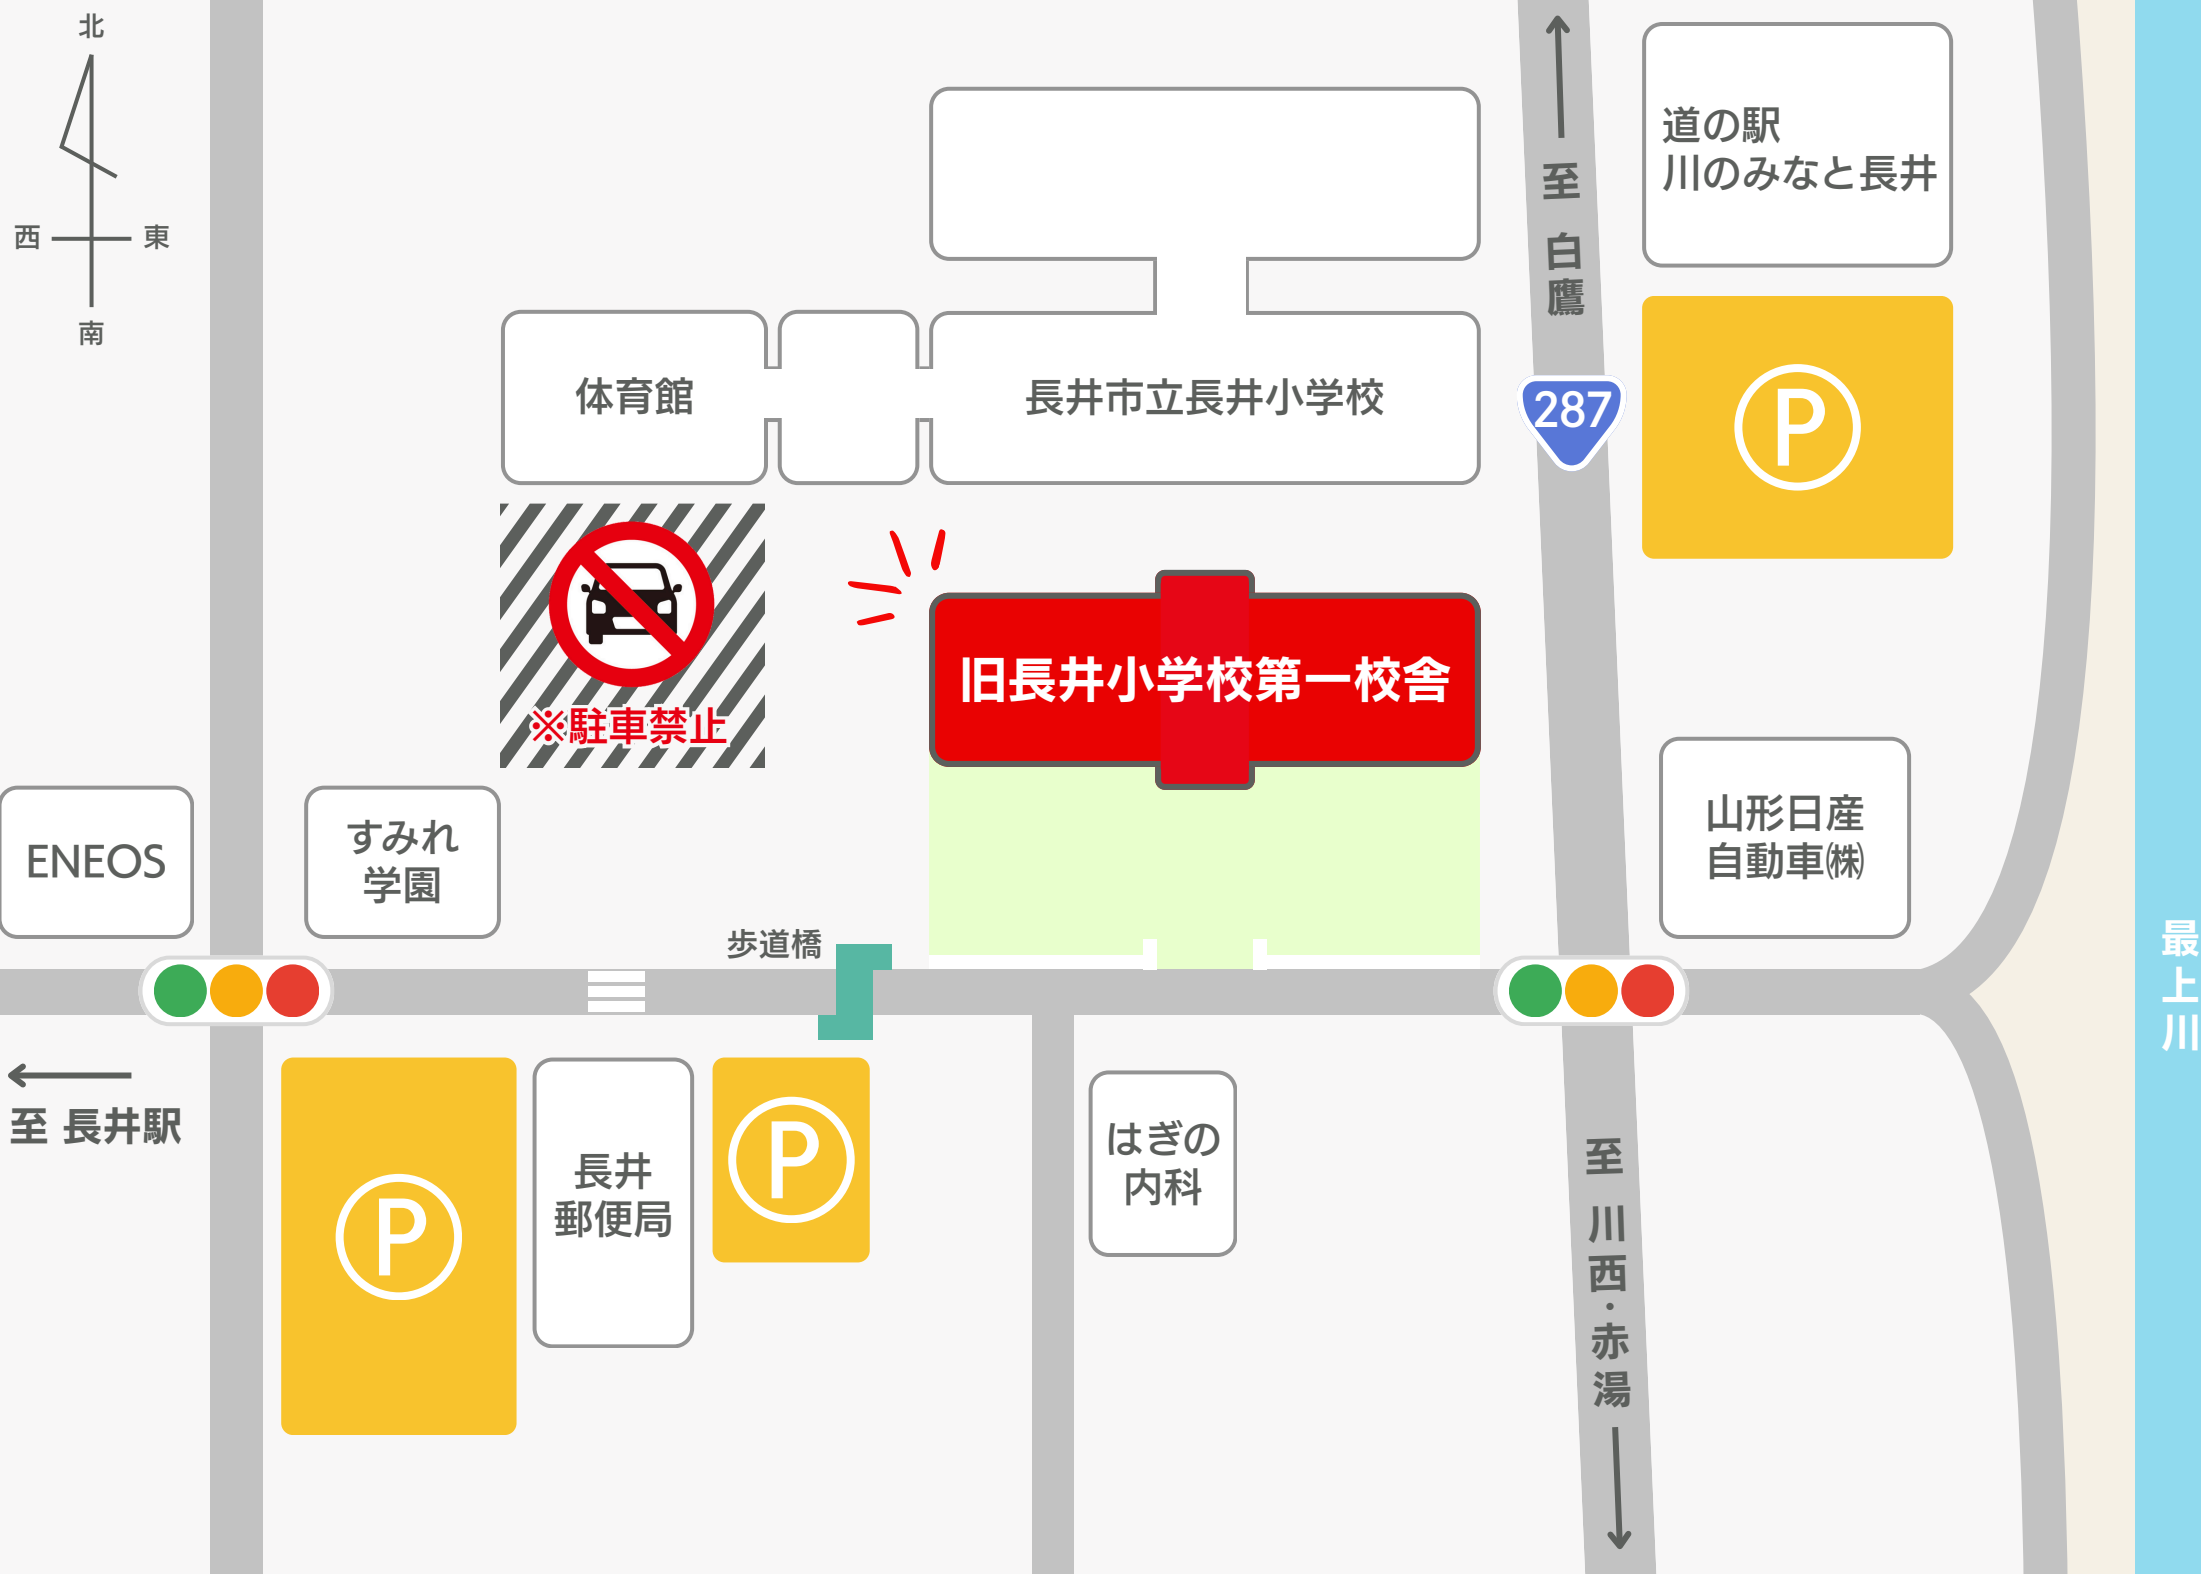 北
西
東
南
道の駅
川のみなと長井
至 白鷹
287
P
体育館
長井市立長井小学校
※駐車禁止
旧長井小学校第一校舎
ENEOS
すみれ
学園
山形日産
自動車㈱
歩道橋
最上川
至 長井駅
P
長井
郵便局
P
はぎの
内科
至 川西・赤湯